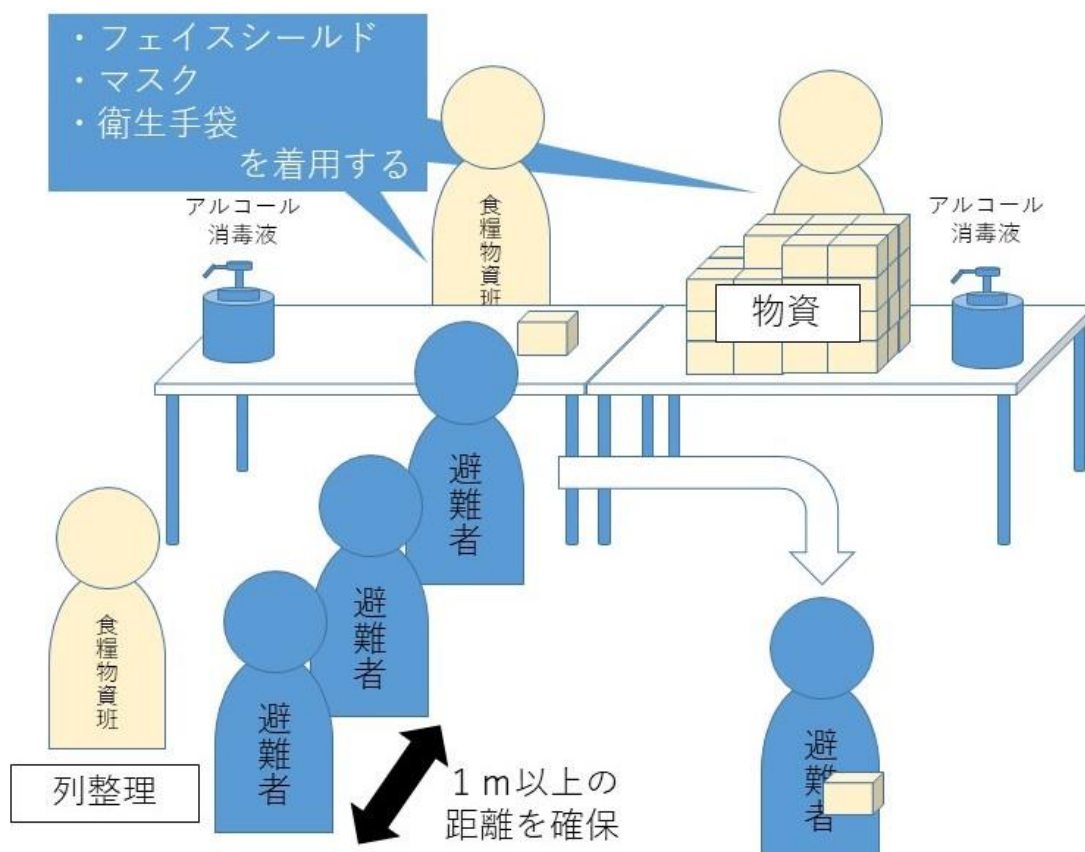 ・フェイスシールド
・マスク
・衛生手袋
を着用する
アルコール
消毒液
食糧物資班
アルコール
消毒液
物資
避難者
避難者
避難者
食糧物資班
列整理
1m以上の
距離を確保
避難者